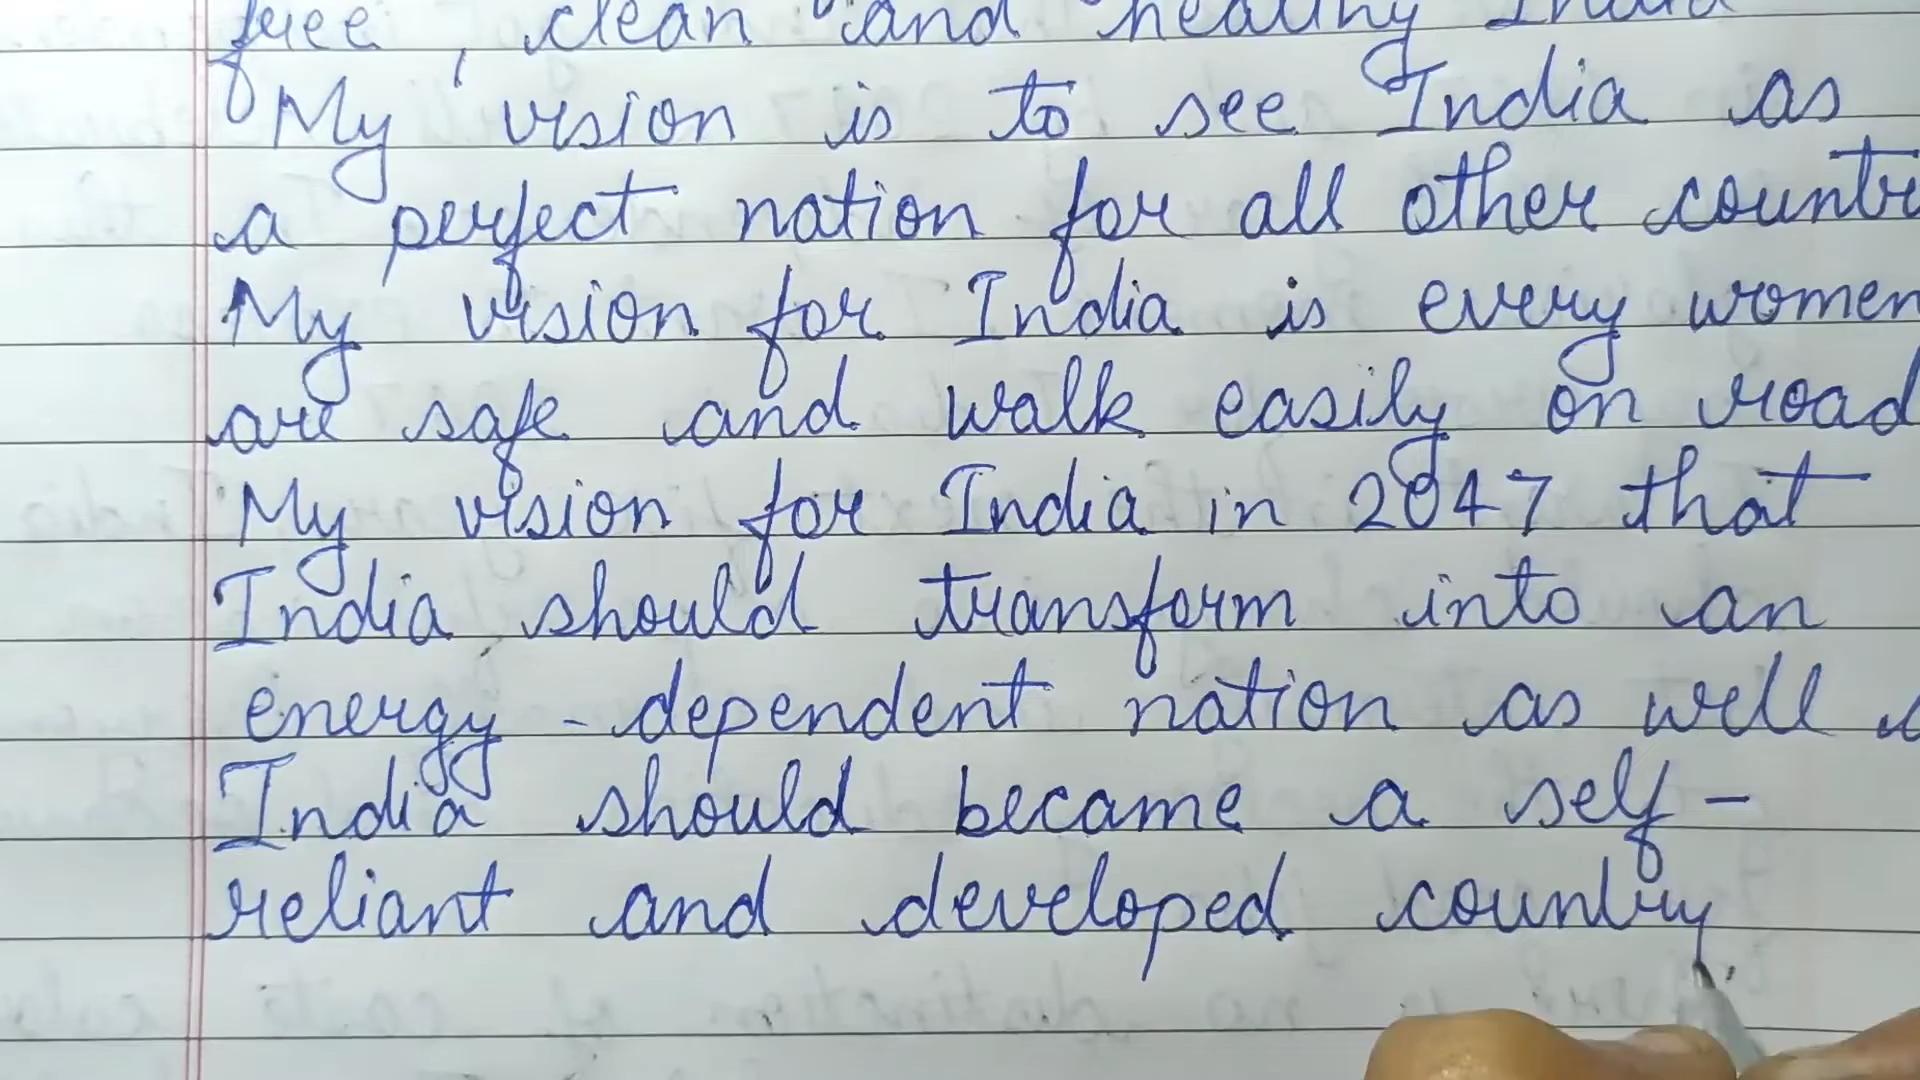 free, clean and healthy India
My vision is to see India as
a perfect nation for all other countr
My vision for India is every women
are safe and walk easily on road
My vision for India in 2047 that
India should transform into an
energy-dependent nation as well
India should became a self-
reliant and developed country